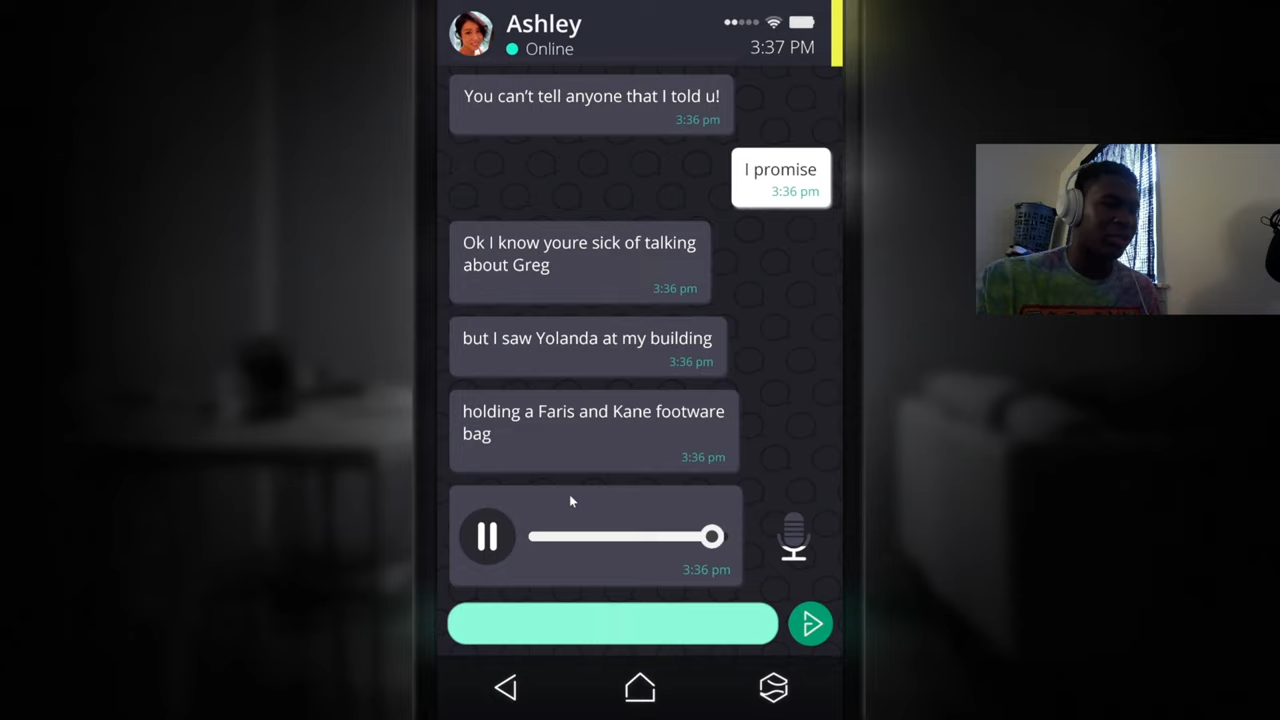 Ashley
Online
3:37 PM
You can't tell anyone that I told u!
3:36 pm
I promise
3:36 pm
Ok I know youre sick of talking
about Greg
3:36 pm
but I saw Yolanda at my building
3:36 pm
holding a Faris and Kane footware
bag
3:36 pm
3:36 pm